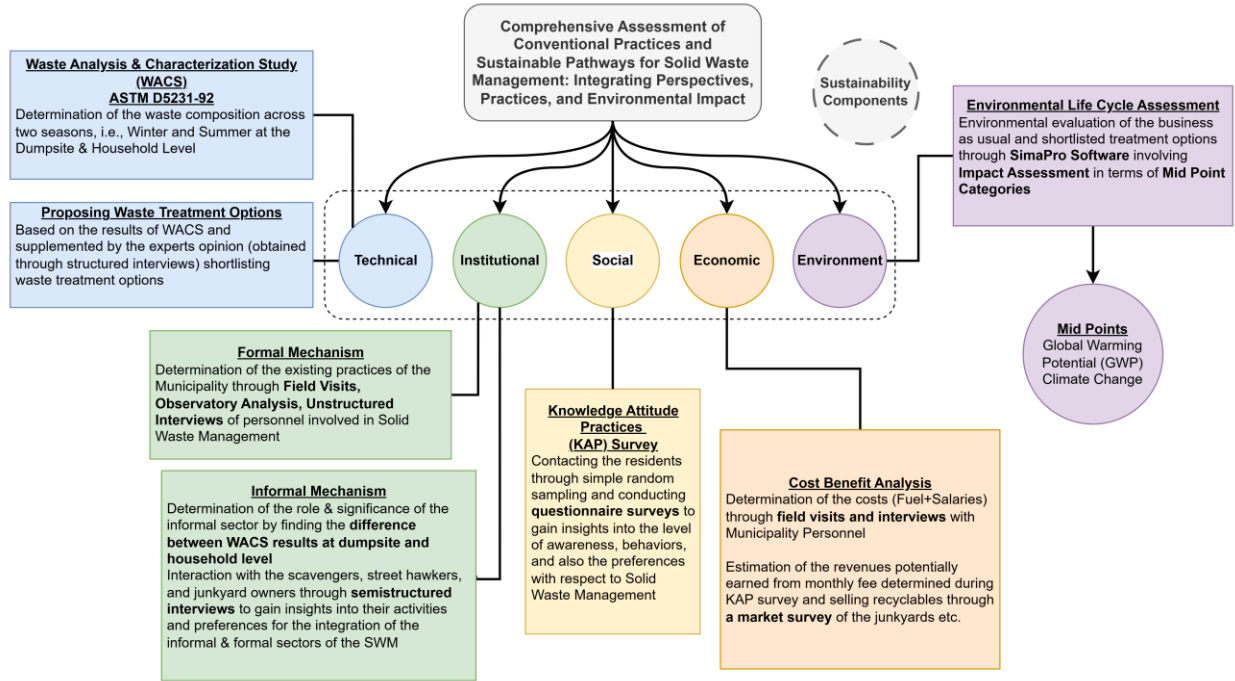 Comprehensive Assessment of
Conventional Practices and
Sustainable Pathways for Solid Waste
Management: Integrating Perspectives,
Practices, and Environmental Impact
Sustainability
Components
Waste Analysis & Characterization Study
(WACS)
ASTM D5231-92
Determination of the waste composition across
two seasons, i.e., Winter and Summer at the
Dumpsite & Household Level
Proposing Waste Treatment Options
Based on the results of WACS and
supplemented by the experts opinion (obtained
through structured interviews) shortlisting
waste treatment options
Technical
Institutional
Social
Economic
Environment
Environmental Life Cycle Assessment
Environmental evaluation of the business
as usual and shortlisted treatment options
through SimaPro Software involving
Impact Assessment in terms of Mid Point
Categories
Mid Points
Global Warming
Potential (GWP)
Climate Change
Formal Mechanism
Determination of the existing practices of the
Municipality through Field Visits,
Observatory Analysis, Unstructured
Interviews of personnel involved in Solid
Waste Management
Informal Mechanism
Determination of the role & significance of the
informal sector by finding the difference
between WACS results at dumpsite and
household level
Interaction with the scavengers, street hawkers,
and junkyard owners through semistructured
interviews to gain insights into their activities
and preferences for the integration of the
informal & formal sectors of the SWM
Knowledge Attitude
Practices
(KAP) Survey
Contacting the residents
through simple random
sampling and conducting
questionnaire surveys to
gain insights into the level
of awareness, behaviors,
and also the preferences
with respect to Solid
Waste Management
Cost Benefit Analysis
Determination of the costs (Fuel+Salaries)
through field visits and interviews with
Municipality Personnel
Estimation of the revenues potentially
earned from monthly fee determined during
KAP survey and selling recyclables through
a market survey of the junkyards etc.